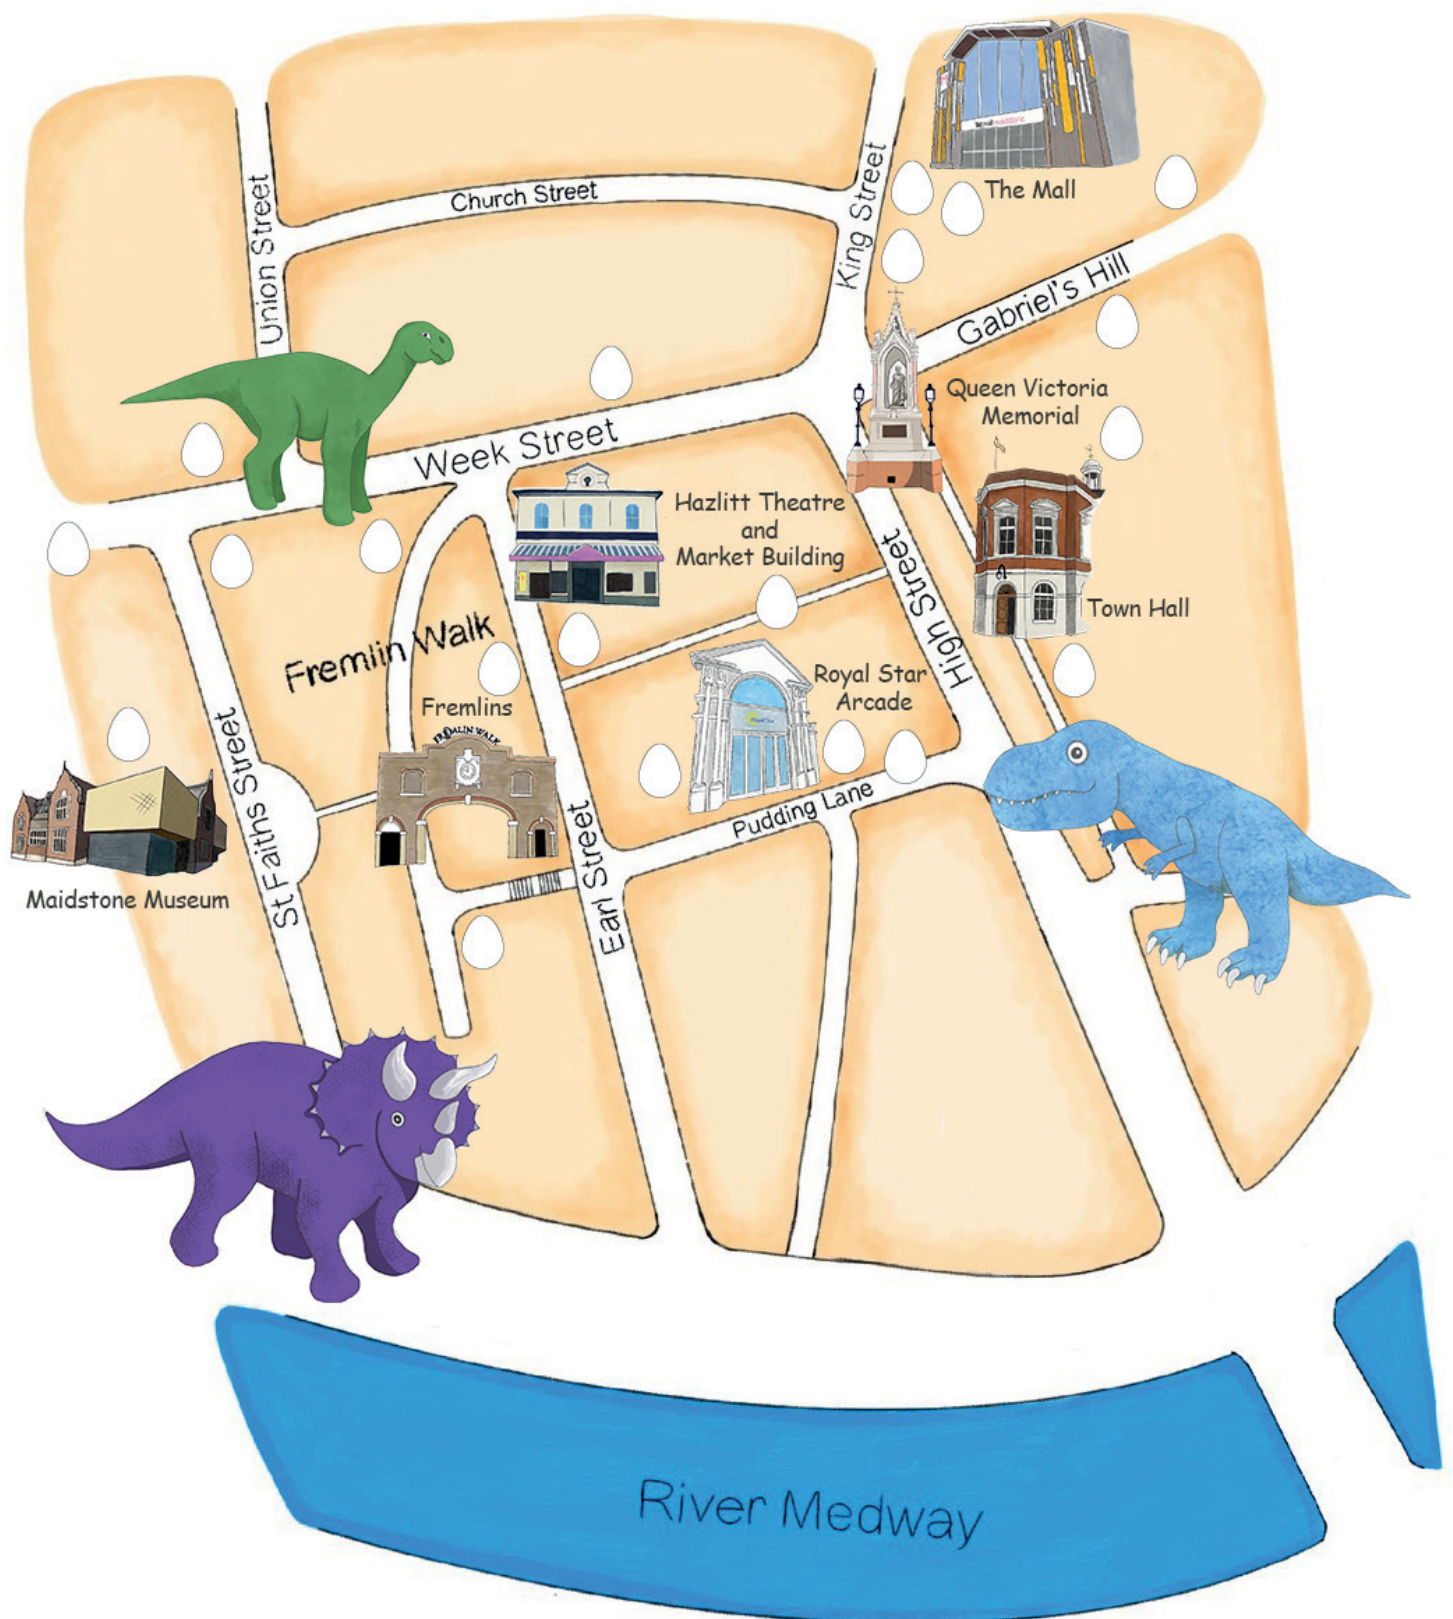 The Mall
Church Street
King Street
Union Street
Gabriel's Hill
Queen Victoria
Memorial
Week Street
Hazlitt Theatre
and
Market Building
High Street
Town Hall
Fremlin Walk
Royal Star
Arcade
Fremlins
FREMLIN WALK
St Faiths Street
Pudding Lane
Earl Street
Maidstone Museum
River Medway